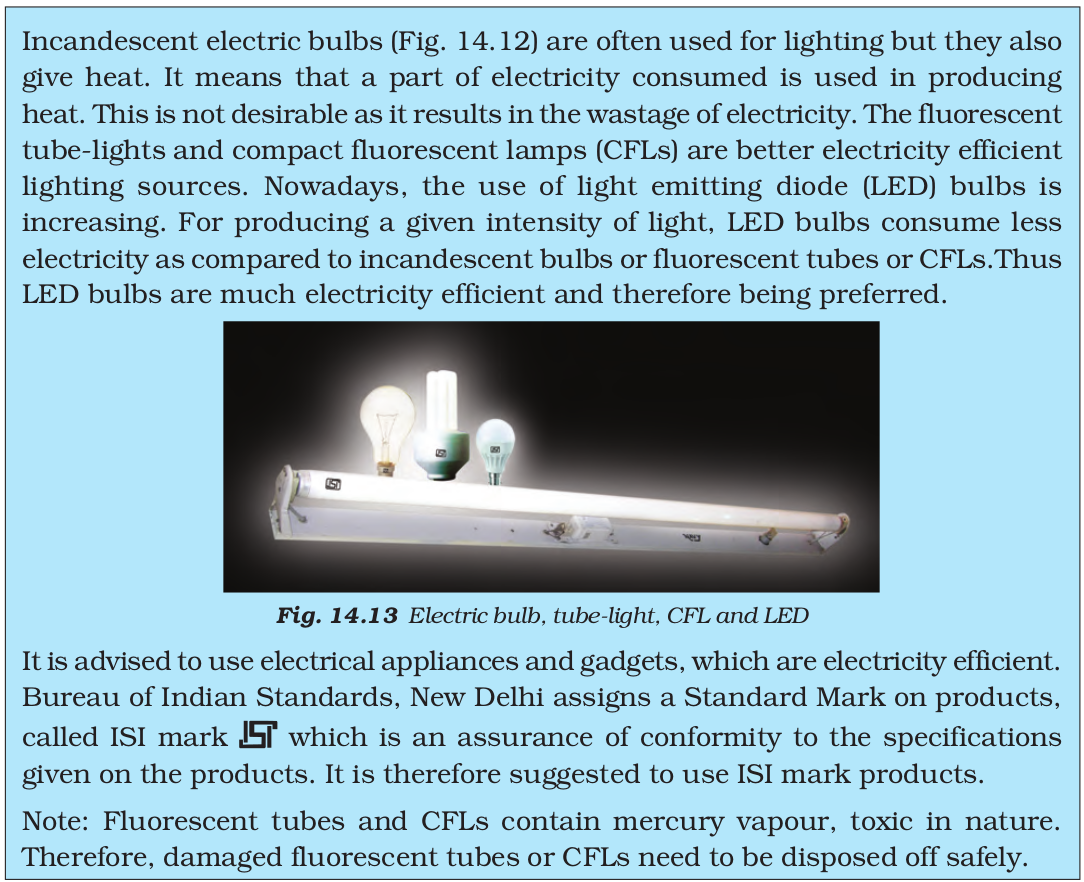 Incandescent electric bulbs (Fig. 14.12) are often used for lighting but they also
give heat. It means that a part of electricity consumed is used in producing
heat. This is not desirable as it results in the wastage of electricity. The fluorescent
tube-lights and compact fluorescent lamps (CFLs) are better electricity efficient
lighting sources. Nowadays, the use of light emitting diode (LED) bulbs is
increasing. For producing a given intensity of light, LED bulbs consume less
electricity as compared to incandescent bulbs or fluorescent tubes or CFLs.Thus
LED bulbs are much electricity efficient and therefore being preferred.
ISI
ISI
ISI
Fig. 14.13 Electric bulb, tube-light, CFL and LED
It is advised to use electrical appliances and gadgets, which are electricity efficient.
Bureau of Indian Standards, New Delhi assigns a Standard Mark on products,
called ISI mark ISI which is an assurance of conformity to the specifications
given on the products. It is therefore suggested to use ISI mark products.
Note: Fluorescent tubes and CFLs contain mercury vapour, toxic in nature.
Therefore, damaged fluorescent tubes or CFLs need to be disposed off safely.